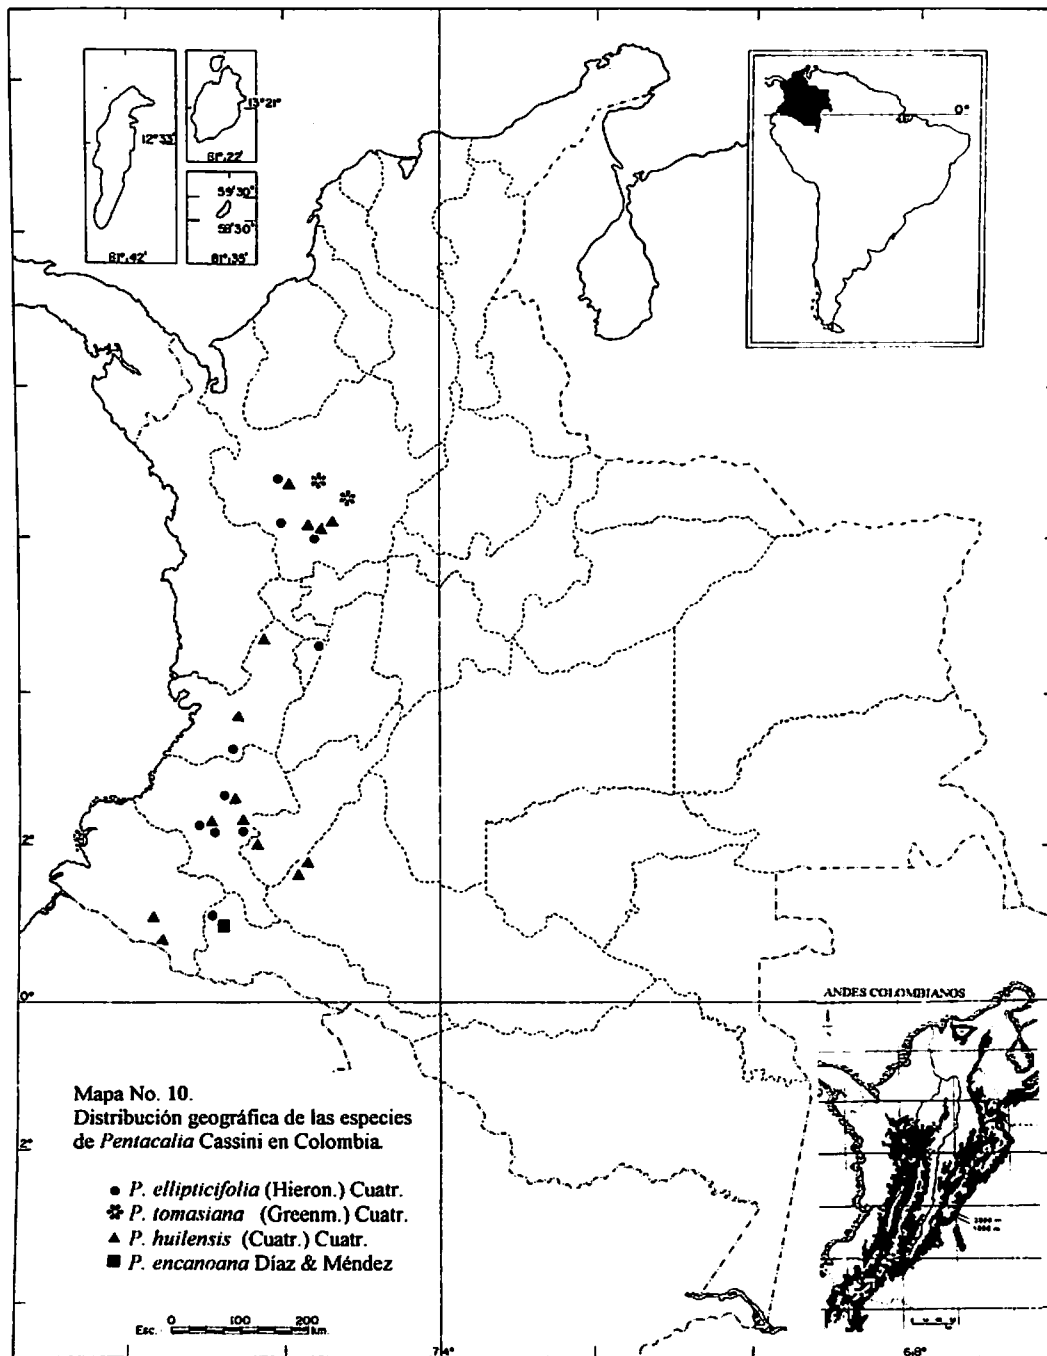 12°33'
13°21'
81°22'
59'30"
58'30"
81°42'
81°35'
0°
2°
0°
ANDES COLOMBIANOS
Mapa No. 10.
Distribución geográfica de las especies
de Pentacalia Cassini en Colombia.
2°
P. ellipticifolia (Hieron.) Cuatr.
P. tomasiana (Greenm.) Cuatr.
P. huilensis (Cuatr.) Cuatr.
P. encanoana Díaz & Méndez
Esc. 0 100 200 km.
74°
68°